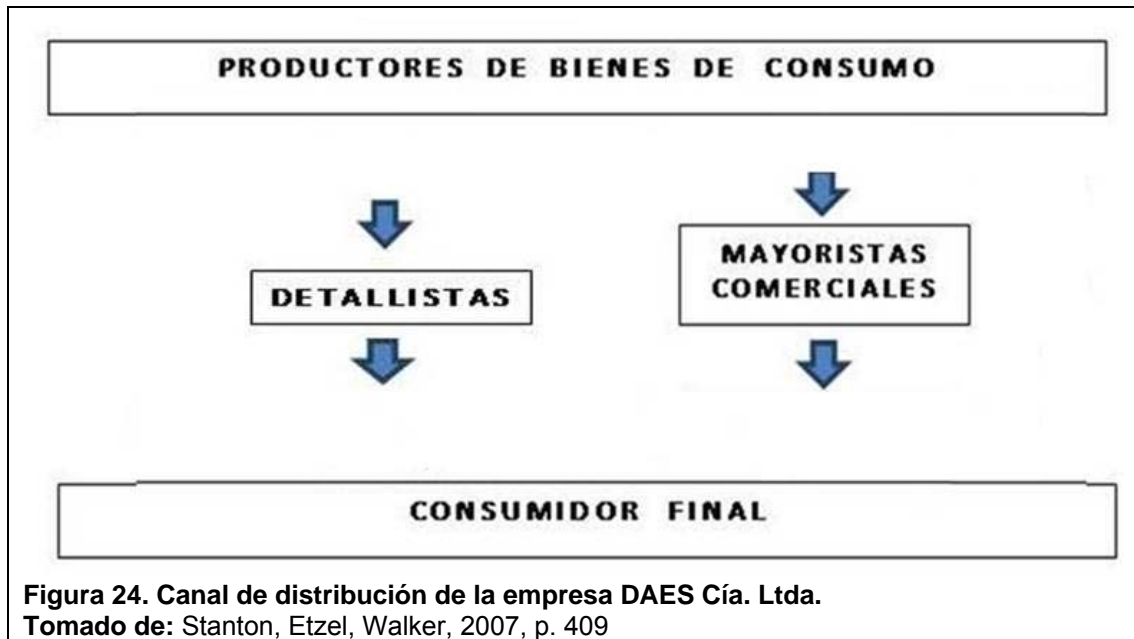 PRODUCTORES DE BIENES DE CONSUMO
DETALLISTAS
MAYORISTAS
COMERCIALES
CONSUMIDOR FINAL
Figura 24. Canal de distribución de la empresa DAES Cía. Ltda.
Tomado de: Stanton, Etzel, Walker, 2007, p. 409